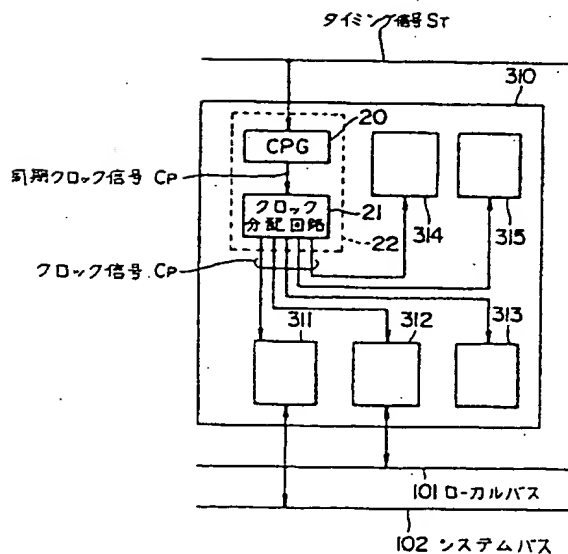 タイミング信号ST
310
20
CPG
同期クロック信号 CP
クロック
分配回路
21
22
314
315
クロック信号 CP
311
312
313
101 ローカルバス
102 システムバス